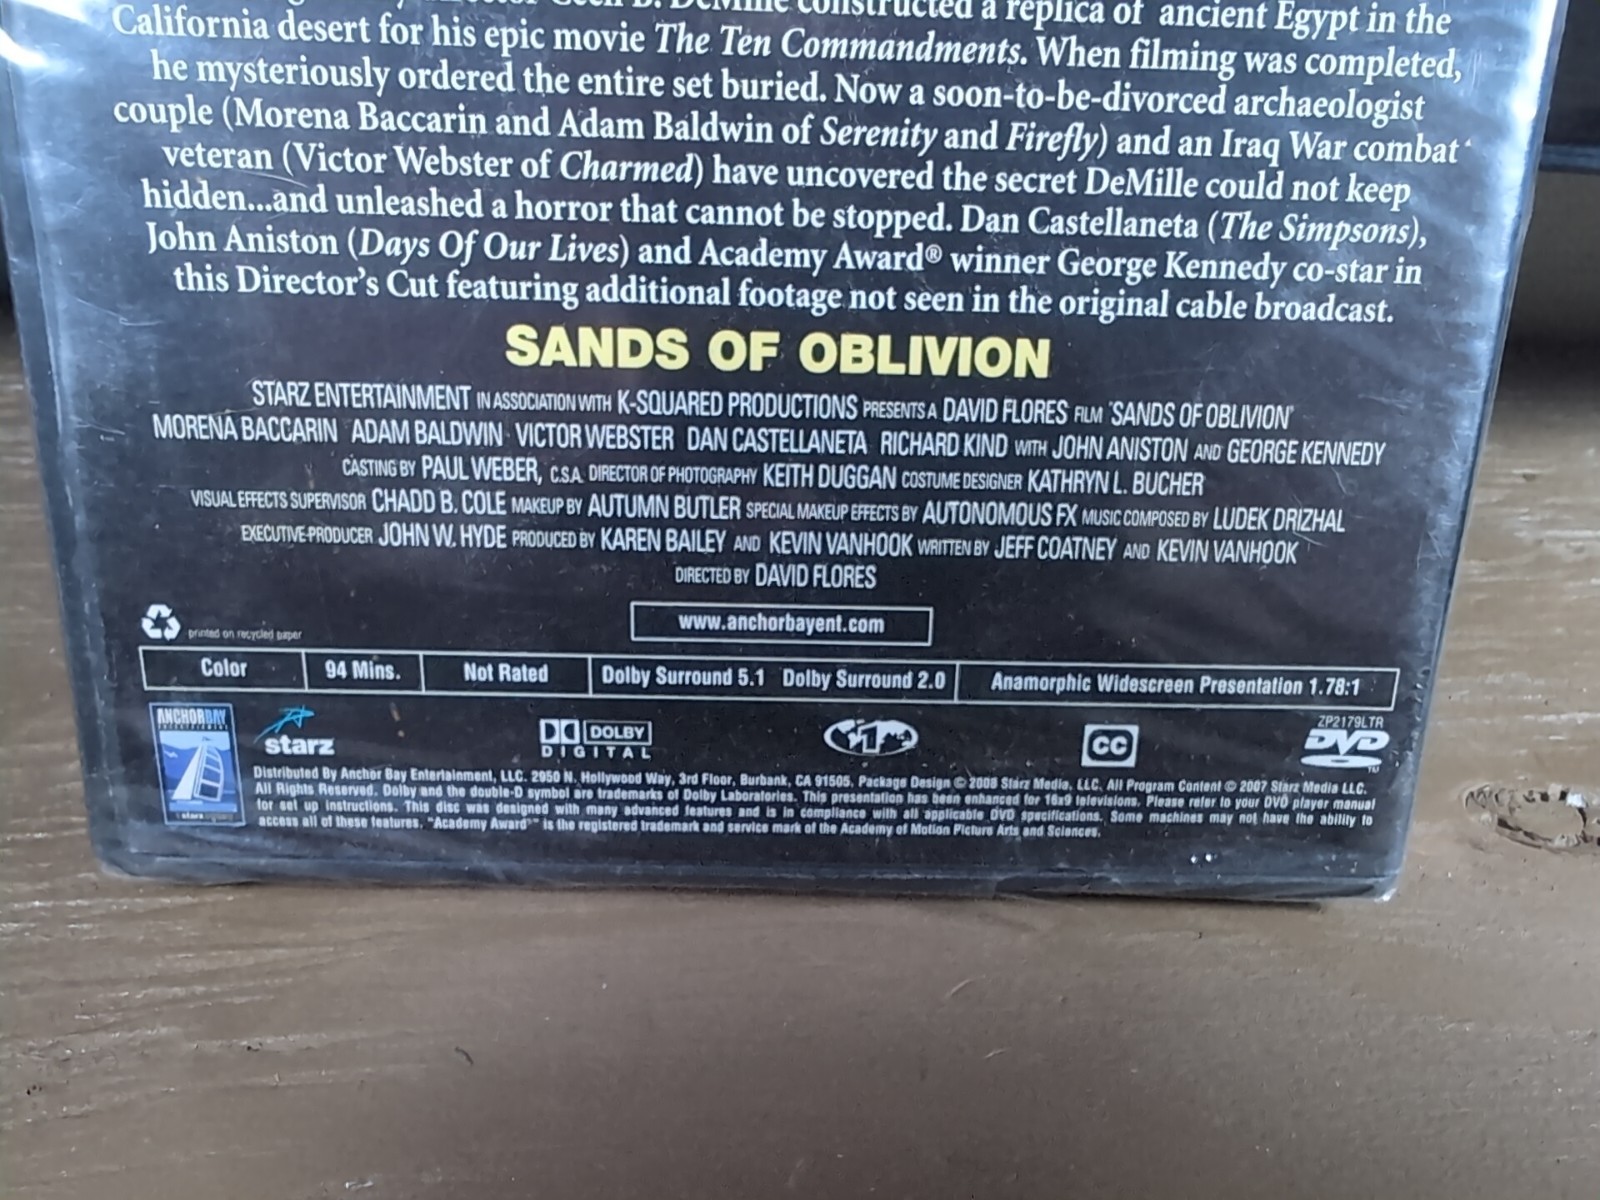 DeMille constructed a replica of ancient Egypt in the
California desert for his epic movie The Ten Commandments. When filming was completed,
he mysteriously ordered the entire set buried. Now a soon-to-be-divorced archaeologist
couple (Morena Baccarin and Adam Baldwin of Serenity and Firefly) and an Iraq War combat
veteran (Victor Webster of Charmed) have uncovered the secret DeMille could not keep
hidden...and unleashed a horror that cannot be stopped. Dan Castellaneta (The Simpsons),
John Aniston (Days Of Our Lives) and Academy Award® winner George Kennedy co-star in
this Director's Cut featuring additional footage not seen in the original cable broadcast.
SANDS OF OBLIVION
STARZ ENTERTAINMENT IN ASSOCIATION WITH K-SQUARED PRODUCTIONS PRESENTS A DAVID FLORES FILM "SANDS OF OBLIVION"
MORENA BACCARIN ADAM BALDWIN VICTOR WEBSTER DAN CASTELLANETA RICHARD KIND WITH JOHN ANISTON AND GEORGE KENNEDY
CASTING BY PAUL WEBER, C.S.A. DIRECTOR OF PHOTOGRAPHY KEITH DUGGAN COSTUME DESIGNER KATHRYN L. BUCHER
VISUAL EFFECTS SUPERVISOR CHADD B. COLE MAKEUP BY AUTUMN BUTLER SPECIAL MAKEUP EFFECTS BY AUTONOMOUS FX MUSIC COMPOSED BY LUDEK DRIZHAL
EXECUTIVE PRODUCER JOHN W. HYDE PRODUCED BY KAREN BAILEY AND KEVIN VANHOOK WRITTEN BY JEFF COATNEY AND KEVIN VANHOOK
DIRECTED BY DAVID FLORES
printed on recycled paper
www.anchorbayent.com
Color 94 Mins. Not Rated Dolby Surround 5.1 Dolby Surround 2.0 Anamorphic Widescreen Presentation 1.78:1
ANCHOR BAY ENTERTAINMENT
starz
DOLBY
DIGITAL
1
CC
ZP2179LTR
DVD
Distributed By Anchor Bay Entertainment, LLC. 2950 N. Hollywood Way, 3rd Floor, Burbank, CA 91505. Package Design © 2008 Starz Media, LLC. All Program Content © 2007 Starz Media LLC.
All Rights Reserved. Dolby and the double-D symbol are trademarks of Dolby Laboratories. This presentation has been enhanced for 16x9 televisions. Please refer to your DVD player manual
for set up instructions. This disc was designed with many advanced features and is in compliance with all applicable DVD specifications. Some machines may not have the ability to
access all of these features. "Academy Award®" is the registered trademark and service mark of the Academy of Motion Picture Arts and Sciences.